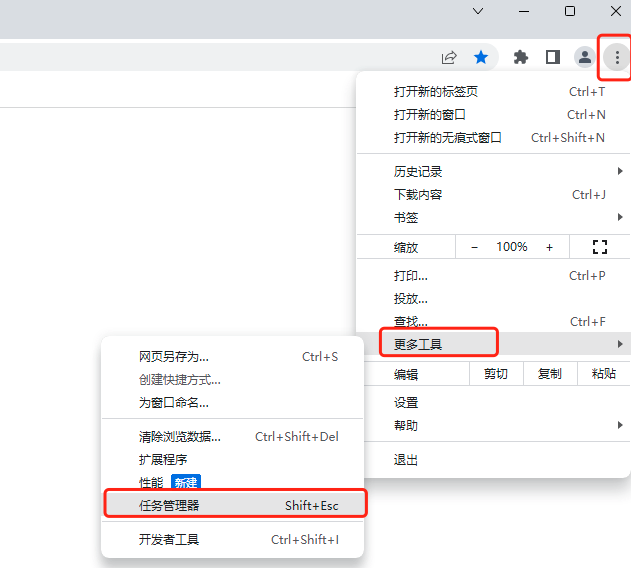 打开新的标签页 Ctrl+T
打开新的窗口 Ctrl+N
打开新的无痕式窗口 Ctrl+Shift+N
历史记录
下载内容 Ctrl+J
书签
缩放 − 100% +
打印... Ctrl+P
投放...
查找... Ctrl+F
更多工具
编辑 剪切 复制 粘贴
设置
帮助
退出
网页另存为... Ctrl+S
创建快捷方式...
为窗口命名...
清除浏览数据... Ctrl+Shift+Del
扩展程序
性能 新建
任务管理器 Shift+Esc
开发者工具 Ctrl+Shift+I